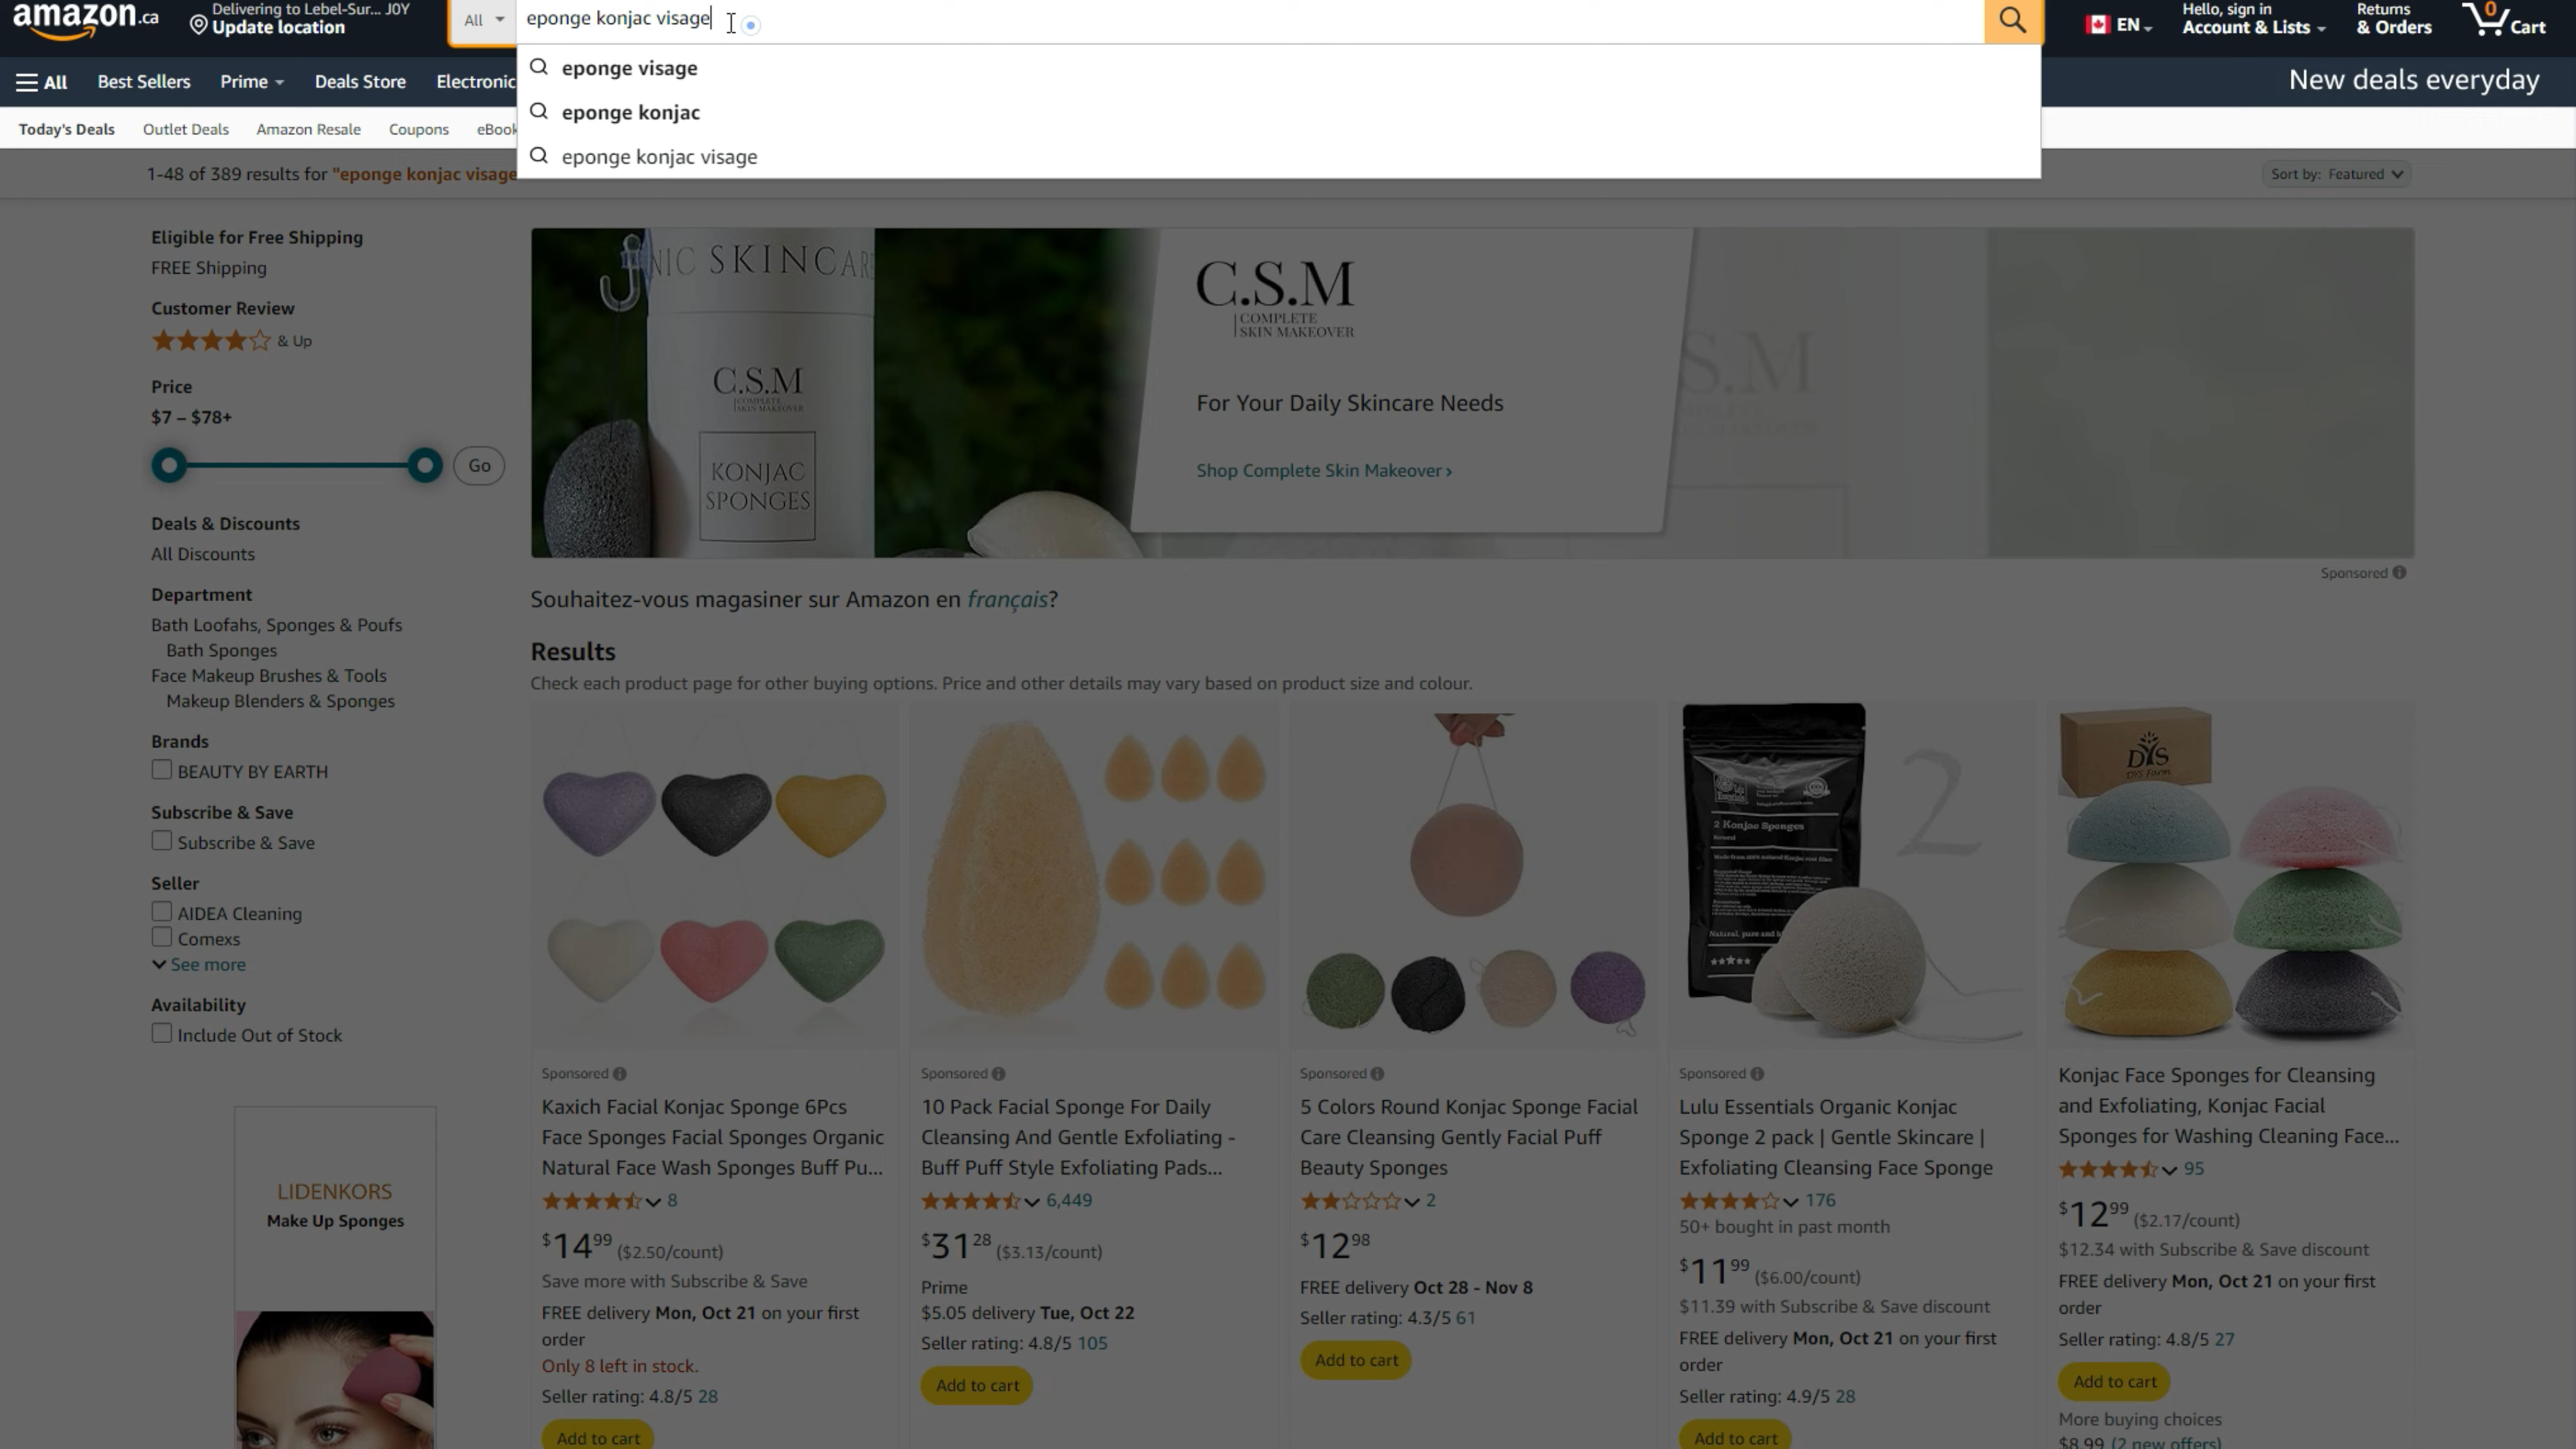 amazon.ca
Delivering to Lebel-Sur... J0Y
Update location
All
eponge konjac visage
EN
Hello, sign in
Account & Lists
Returns
& Orders
0
Cart
eponge visage
eponge konjac
eponge konjac visage
All
Best Sellers
Prime
Deals Store
Electronic
New deals everyday
Today's Deals
Outlet Deals
Amazon Resale
Coupons
eBook
1-48 of 389 results for "eponge konjac visage
Sort by: Featured
Eligible for Free Shipping
FREE Shipping
Customer Review
& Up
Price
$7 – $78+
Go
Deals & Discounts
All Discounts
Department
Bath Loofahs, Sponges & Poufs
Bath Sponges
Face Makeup Brushes & Tools
Makeup Blenders & Sponges
Brands
BEAUTY BY EARTH
Subscribe & Save
Subscribe & Save
Seller
AIDEA Cleaning
Comexs
See more
Availability
Include Out of Stock
LIDENKORS
Make Up Sponges
NIC SKINCAR
C.S.M
COMPLETE
SKIN MAKEOVER
KONJAC
SPONGES
C.S.M
COMPLETE
SKIN MAKEOVER
For Your Daily Skincare Needs
Shop Complete Skin Makeover ›
S.M
Sponsored
Souhaitez-vous magasiner sur Amazon en français?
Results
Check each product page for other buying options. Price and other details may vary based on product size and colour.
Sponsored
Kaxich Facial Konjac Sponge 6Pcs
Face Sponges Facial Sponges Organic
Natural Face Wash Sponges Buff Pu...
8
$14 99 ($2.50/count)
Save more with Subscribe & Save
FREE delivery Mon, Oct 21 on your first
order
Only 8 left in stock.
Seller rating: 4.8/5 28
Add to cart
Sponsored
10 Pack Facial Sponge For Daily
Cleansing And Gentle Exfoliating -
Buff Puff Style Exfoliating Pads...
6,449
$31 28 ($3.13/count)
Prime
$5.05 delivery Tue, Oct 22
Seller rating: 4.8/5 105
Add to cart
Sponsored
5 Colors Round Konjac Sponge Facial
Care Cleansing Gently Facial Puff
Beauty Sponges
2
$12 98
FREE delivery Oct 28 - Nov 8
Seller rating: 4.3/5 61
Add to cart
2 Konjac Sponges
2
Sponsored
Lulu Essentials Organic Konjac
Sponge 2 pack | Gentle Skincare |
Exfoliating Cleansing Face Sponge
176
50+ bought in past month
$11 99 ($6.00/count)
$11.39 with Subscribe & Save discount
FREE delivery Mon, Oct 21 on your first
order
Seller rating: 4.9/5 28
Add to cart
DYS
DYS Farm
Konjac Face Sponges for Cleansing
and Exfoliating, Konjac Facial
Sponges for Washing Cleaning Face...
95
$12 99 ($2.17/count)
$12.34 with Subscribe & Save discount
FREE delivery Mon, Oct 21 on your first
order
Seller rating: 4.8/5 27
Add to cart
More buying choices
$8.99 (2 new offers)